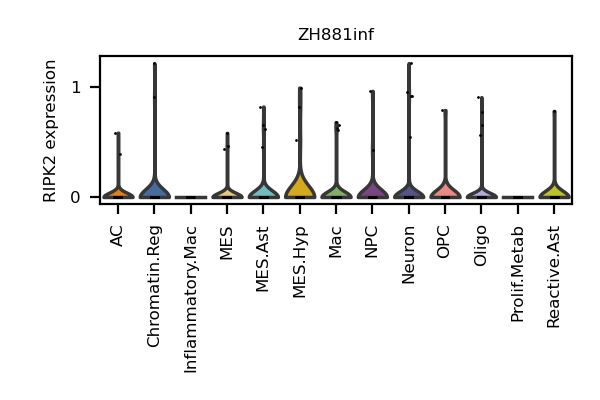 ZH881inf
RIPK2 expression
1
0
AC
Chromatin.Reg
Inflammatory.Mac
MES
MES.Ast
MES.Hyp
Mac
NPC
Neuron
OPC
Oligo
Prolif.Metab
Reactive.Ast